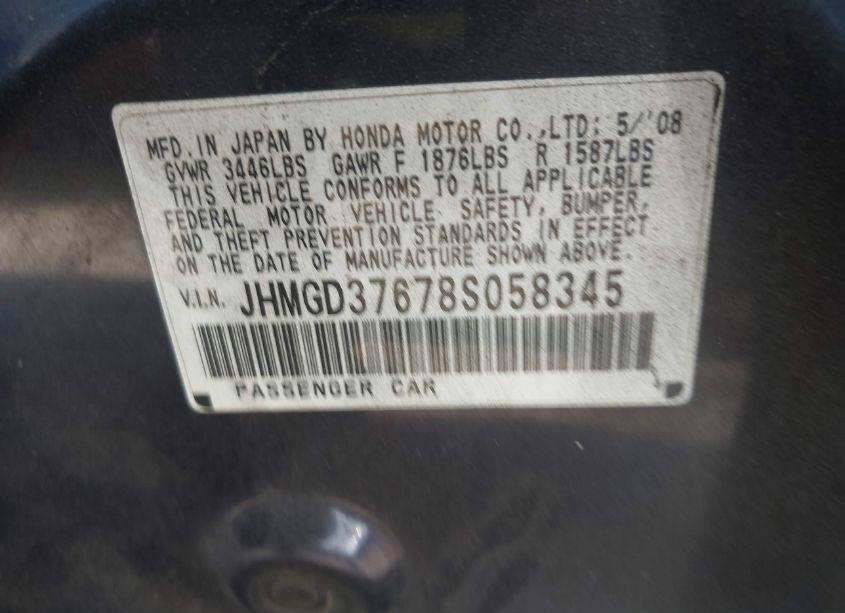 MFD. IN JAPAN BY HONDA MOTOR CO.,LTD: 5/'08
GVWR 3446LBS GAWR F 1876LBS R 1587LBS
THIS VEHICLE CONFORMS TO ALL APPLICABLE
FEDERAL MOTOR VEHICLE SAFETY, BUMPER,
AND THEFT PREVENTION STANDARDS IN EFFECT
ON THE DATE OF MANUFACTURE SHOWN ABOVE.
V.I.N. JHMGD37678S058345
PASSENGER CAR